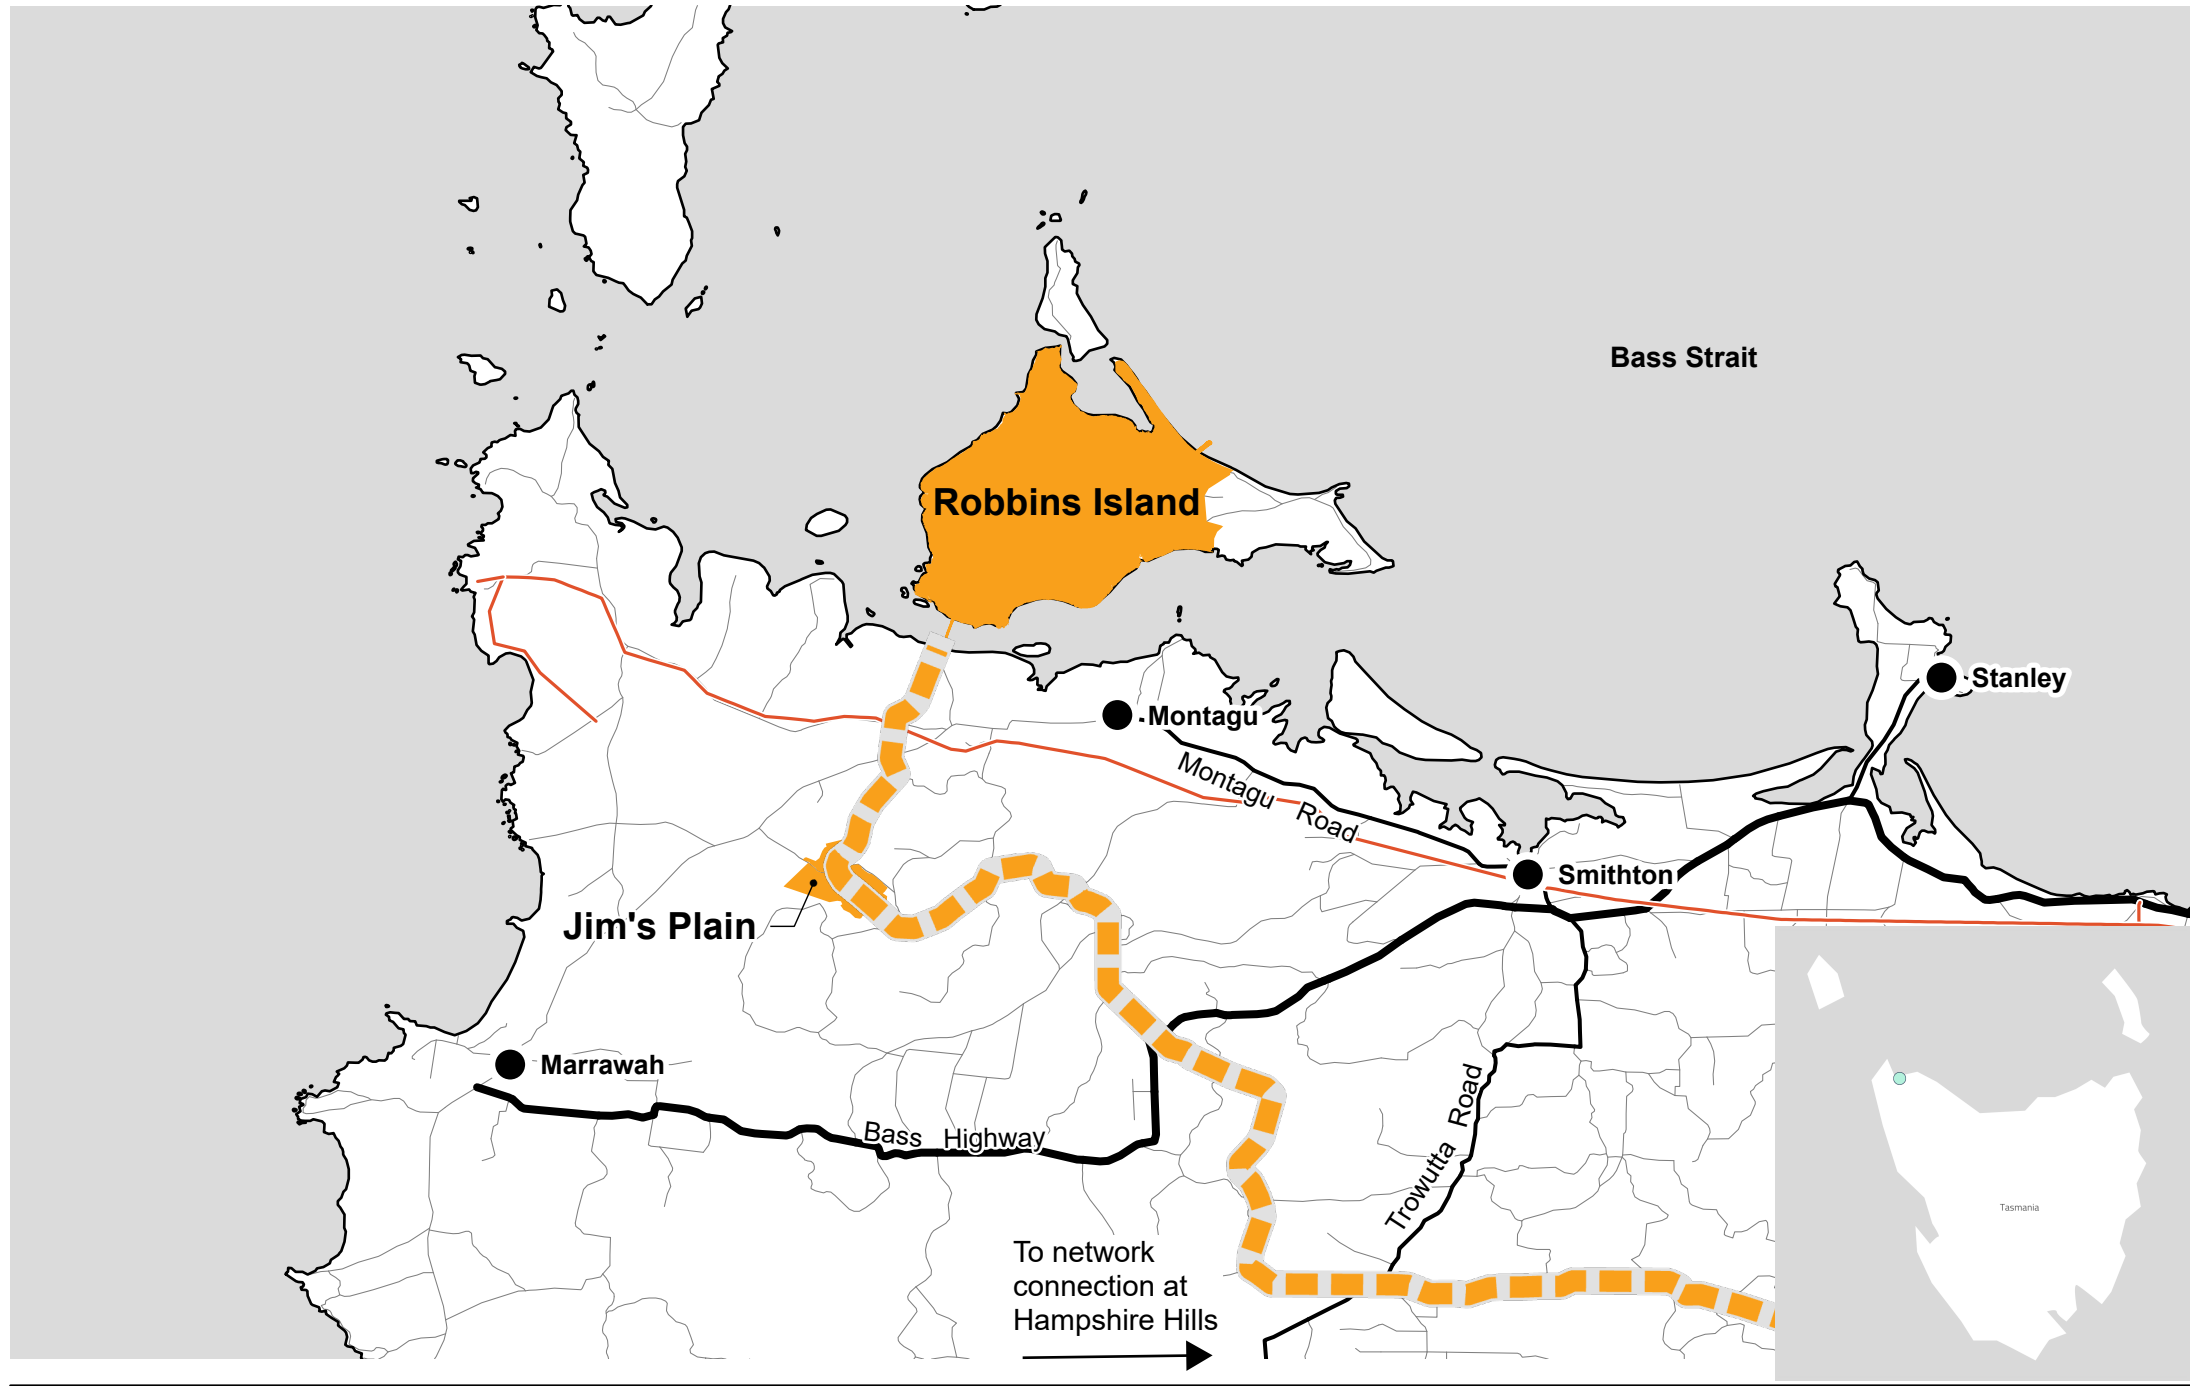 Bass Strait
Robbins Island
Stanley
Montagu
Montagu Road
Smithton
Jim's Plain
Marrawah
Bass Highway
Trowutta Road
To network
connection at
Hampshire Hills
Tasmania